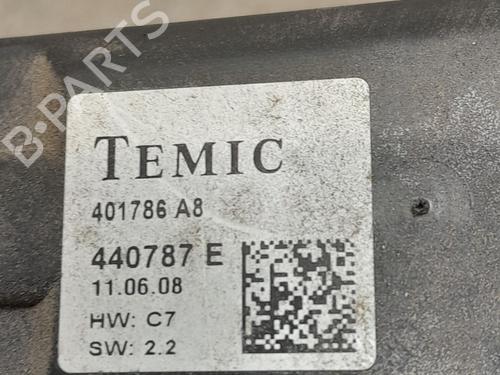 B-PARTS
TEMIC
401786 A8
440787 E
11.06.08
HW: C7
SW: 2.2